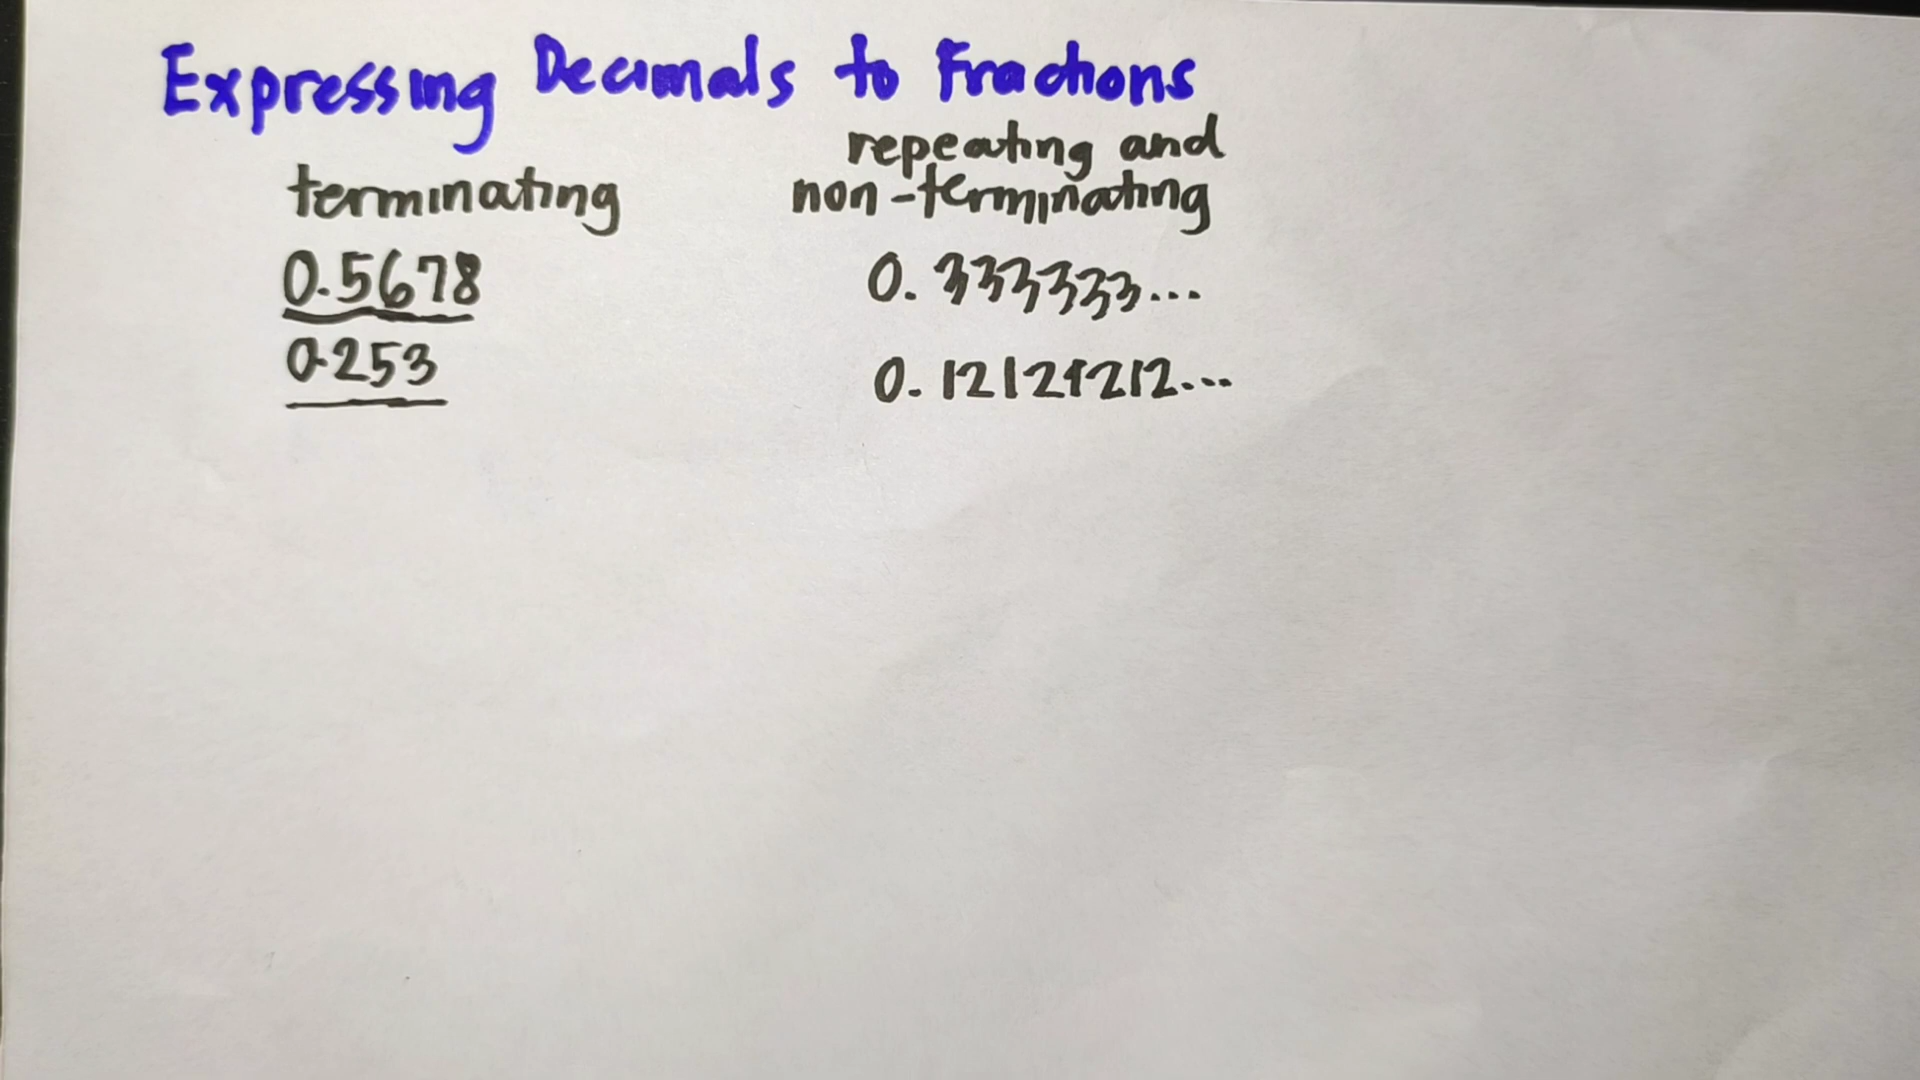 Expressing Decimals to Fractions
terminating
0.5678
0.253
repeating and
non-terminating
0.333333...
0.12121212...